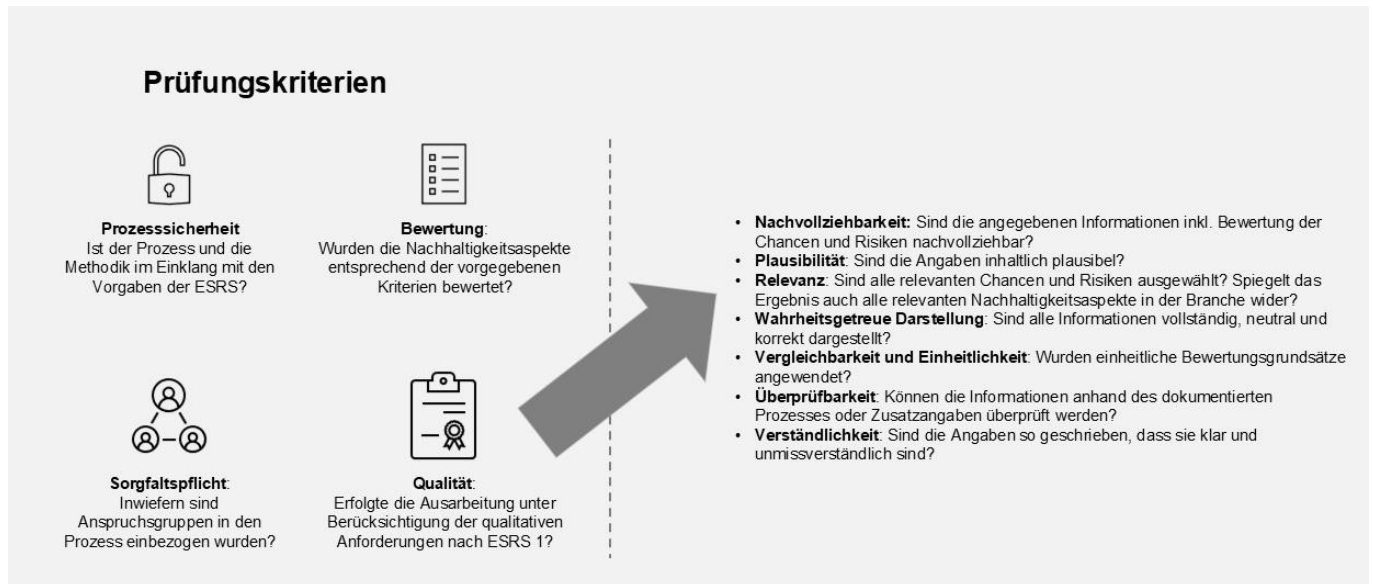 Prüfungskriterien
Prozesssicherheit
Ist der Prozess und die
Methodik im Einklang mit den
Vorgaben der ESRS?
Bewertung:
Wurden die Nachhaltigkeitsaspekte
entsprechend der vorgegebenen
Kriterien bewertet?
Sorgfaltspflicht:
Inwiefern sind
Anspruchsgruppen in den
Prozess einbezogen wurden?
Qualität:
Erfolgte die Ausarbeitung unter
Berücksichtigung der qualitativen
Anforderungen nach ESRS 1?
• Nachvollziehbarkeit: Sind die angegebenen Informationen inkl. Bewertung der
Chancen und Risiken nachvollziehbar?
• Plausibilität: Sind die Angaben inhaltlich plausibel?
• Relevanz: Sind alle relevanten Chancen und Risiken ausgewählt? Spiegelt das
Ergebnis auch alle relevanten Nachhaltigkeitsaspekte in der Branche wider?
• Wahrheitsgetreue Darstellung: Sind alle Informationen vollständig, neutral und
korrekt dargestellt?
• Vergleichbarkeit und Einheitlichkeit: Wurden einheitliche Bewertungsgrundsätze
angewendet?
• Überprüfbarkeit: Können die Informationen anhand des dokumentierten
Prozesses oder Zusatzangaben überprüft werden?
• Verständlichkeit: Sind die Angaben so geschrieben, dass sie klar und
unmissverständlich sind?